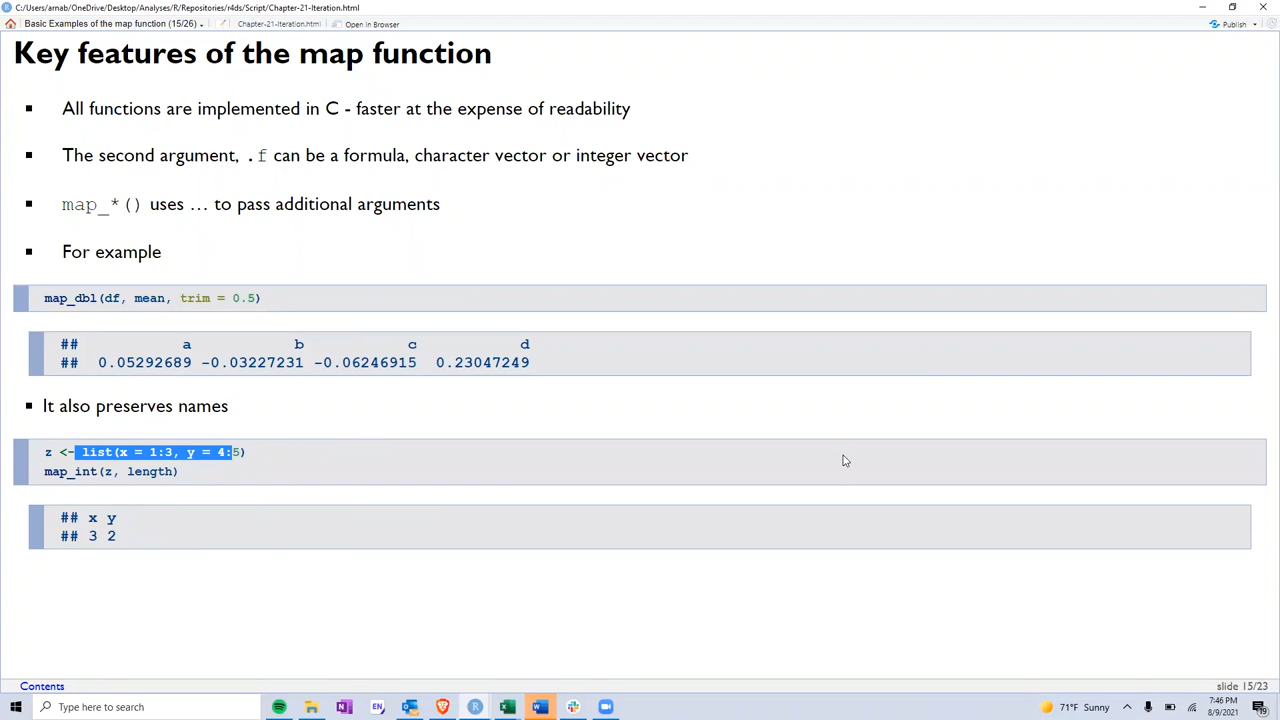 C:/Users/arnab/OneDrive/Desktop/Analyses/R/Repositories/r4ds/Script/Chapter-21-Iteration.html
Basic Examples of the map function (15/26)
Chapter-21-Iteration.html
Open in Browser
Publish
Key features of the map function
All functions are implemented in C - faster at the expense of readability
The second argument, .f can be a formula, character vector or integer vector
map_*() uses … to pass additional arguments
For example
map_dbl(df, mean, trim = 0.5)
## a b c d
## 0.05292689 -0.03227231 -0.06246915 0.23047249
It also preserves names
z <- list(x = 1:3, y = 4:5)
map_int(z, length)
## x y
## 3 2
Contents
slide 15/23
Type here to search
EN
71°F Sunny
7:46 PM
8/9/2021
19